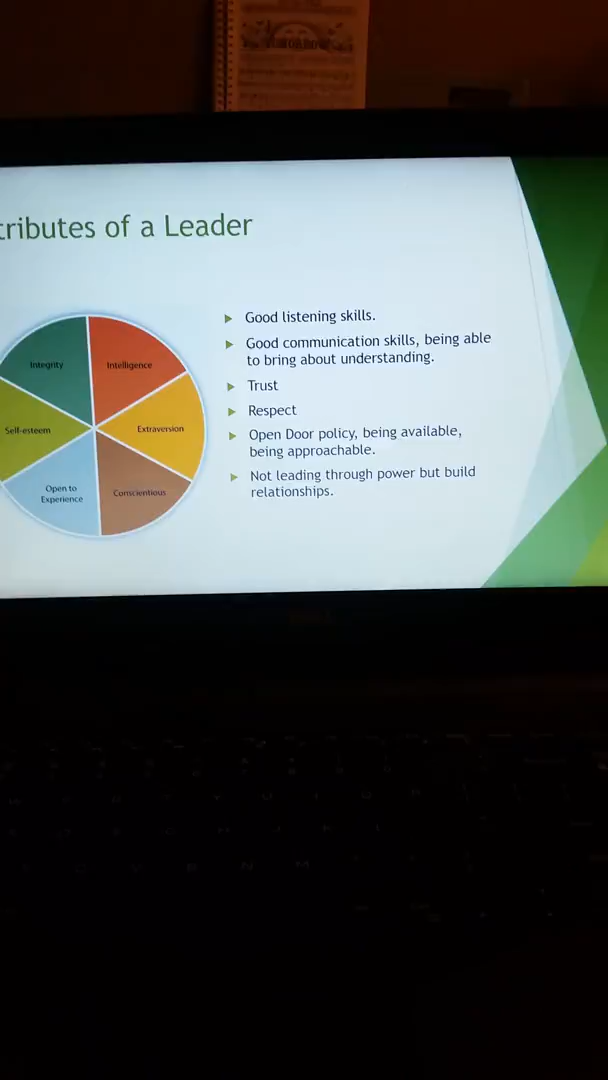 TOMORROW
tributes of a Leader
Integrity
Intelligence
Self-esteem
Extraversion
Open to
Experience
Conscientious
Good listening skills.
Good communication skills, being able
to bring about understanding.
Trust
Respect
Open Door policy, being available,
being approachable.
Not leading through power but build
relationships.